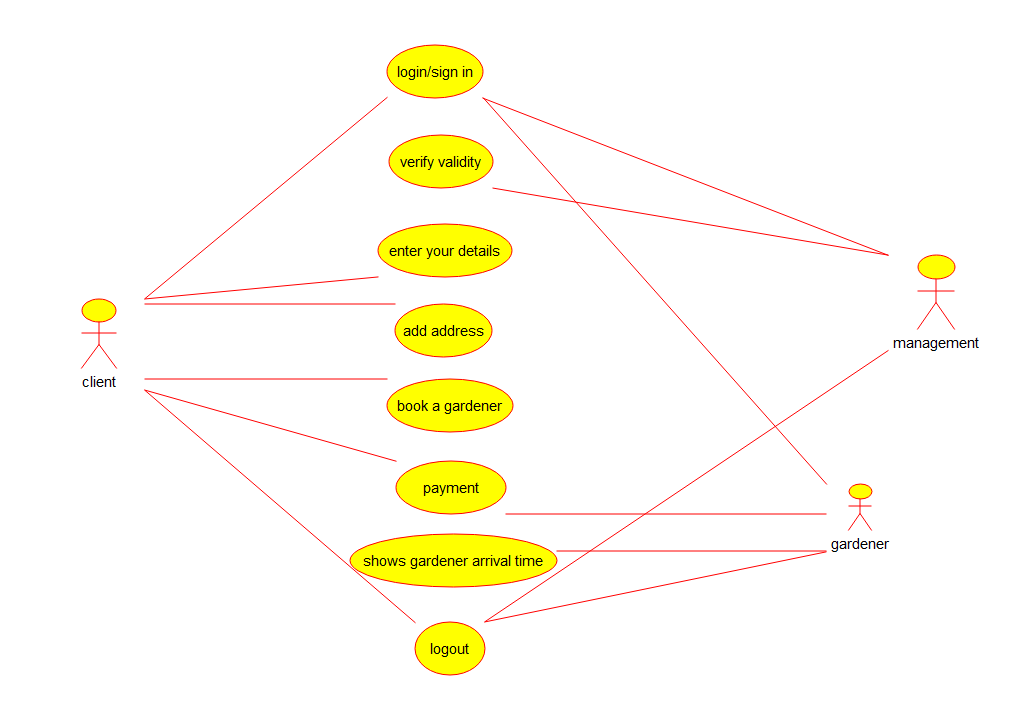 login/sign in
verify validity
enter your details
add address
book a gardener
payment
shows gardener arrival time
logout
client
management
gardener